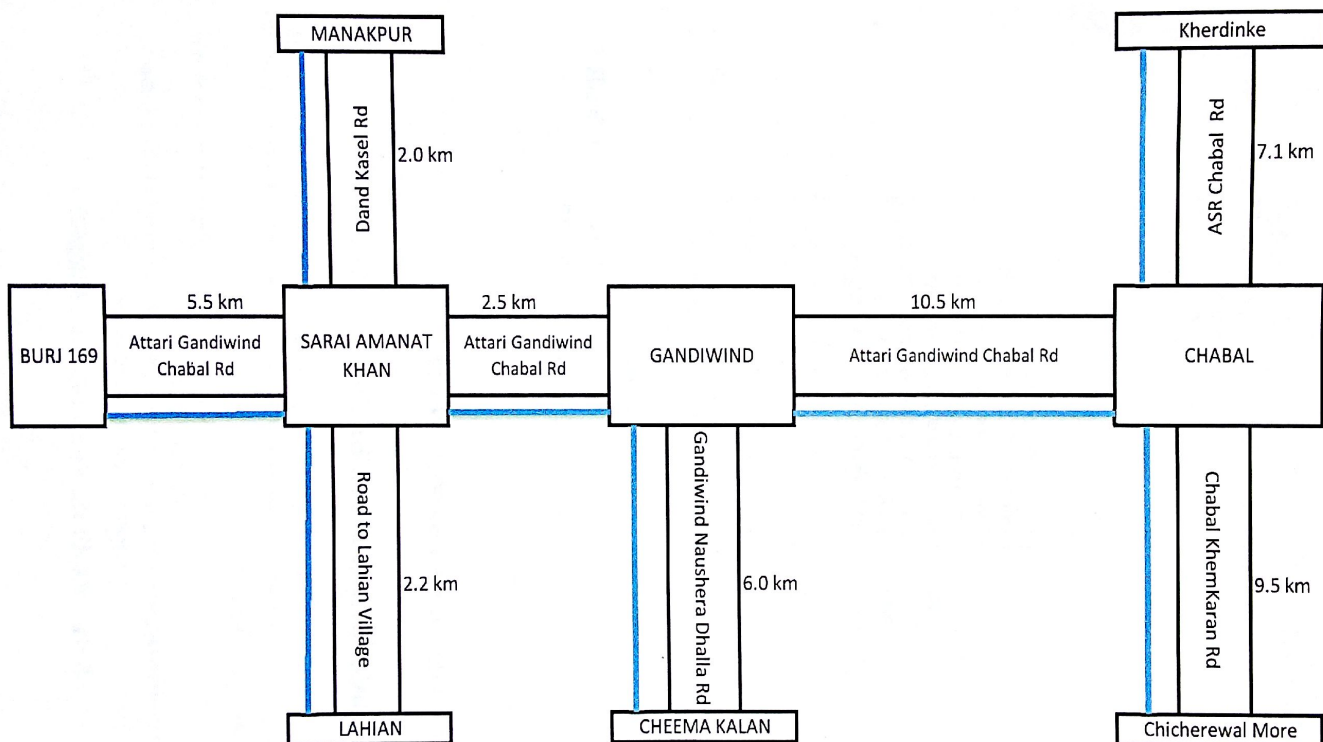 MANAKPUR
Kherdinke
Dand Kasel Rd
2.0 km
ASR Chabal Rd
7.1 km
5.5 km
2.5 km
10.5 km
BURJ 169
Attari Gandiwind
Chabal Rd
SARAI AMANAT
KHAN
Attari Gandiwind
Chabal Rd
GANDIWIND
Attari Gandiwind Chabal Rd
CHABAL
Road to Lahian Village
2.2 km
Gandiwind Naushera Dhalla Rd
6.0 km
Chabal KhemKaran Rd
9.5 km
LAHIAN
CHEEMA KALAN
Chicherewal More